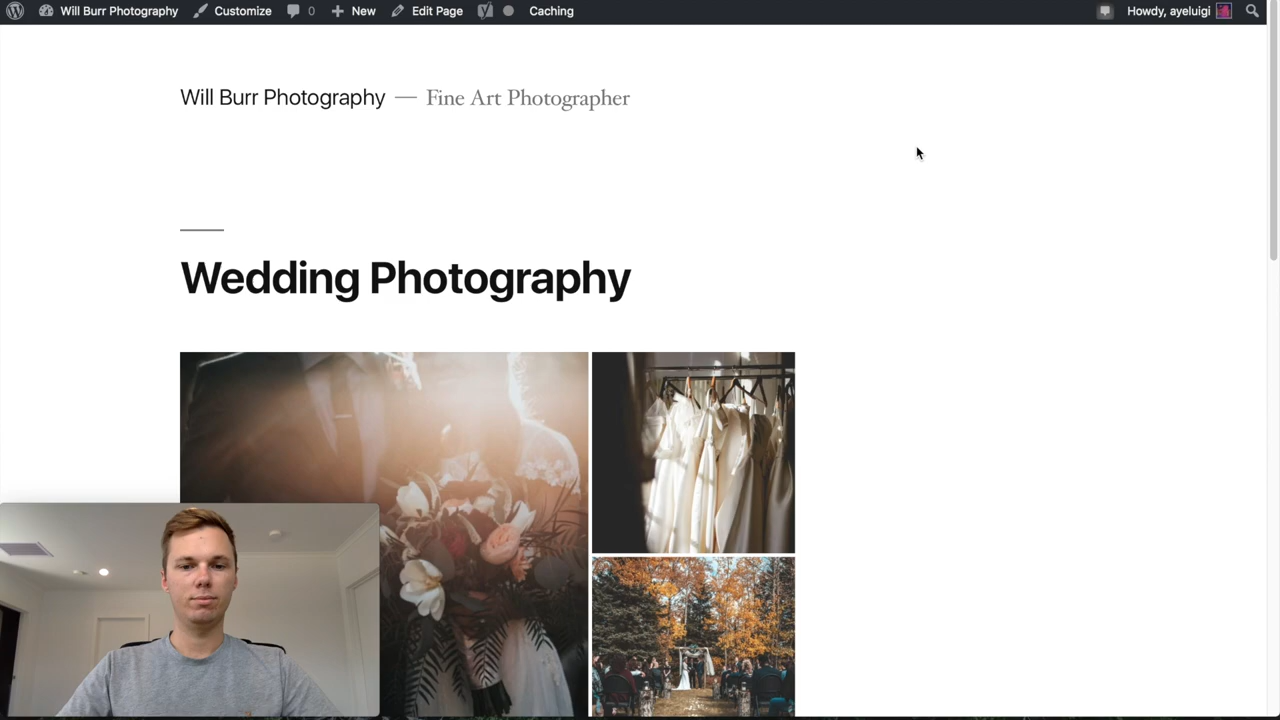 Will Burr Photography Customize 0 New Edit Page Caching Howdy, ayeluigi
Will Burr Photography — Fine Art Photographer
Wedding Photography